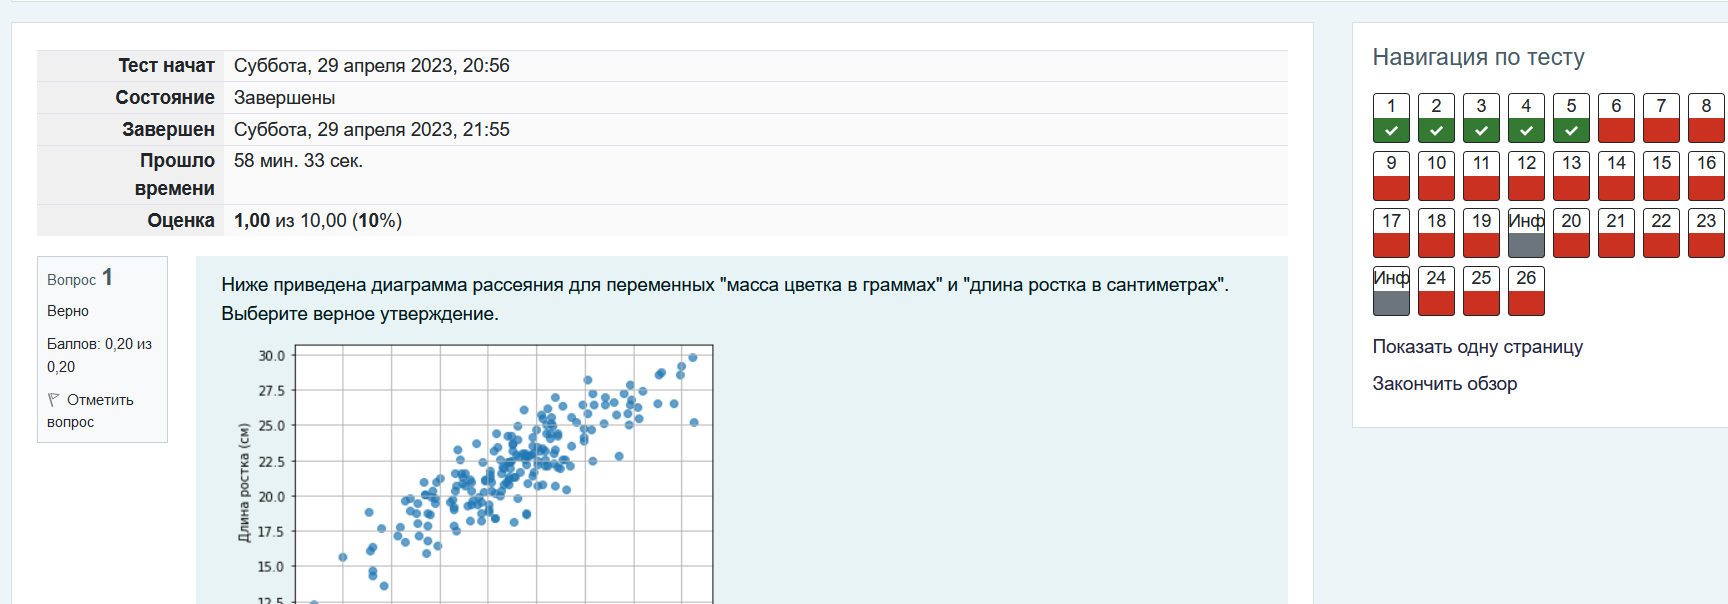 Тест начат Суббота, 29 апреля 2023, 20:56
Состояние Завершены
Завершен Суббота, 29 апреля 2023, 21:55
Прошло 58 мин. 33 сек.
времени
Оценка 1,00 из 10,00 (10%)
Вопрос 1
Верно
Баллов: 0,20 из
0,20
Отметить
вопрос
Ниже приведена диаграмма рассеяния для переменных "масса цветка в граммах" и "длина ростка в сантиметрах".
Выберите верное утверждение.
30.0
27.5
25.0
22.5
20.0
17.5
15.0
12.5
Длина ростка (см)
Навигация по тесту
1 2 3 4 5 6 7 8
9 10 11 12 13 14 15 16
17 18 19 Инф 20 21 22 23
Инф 24 25 26
Показать одну страницу
Закончить обзор